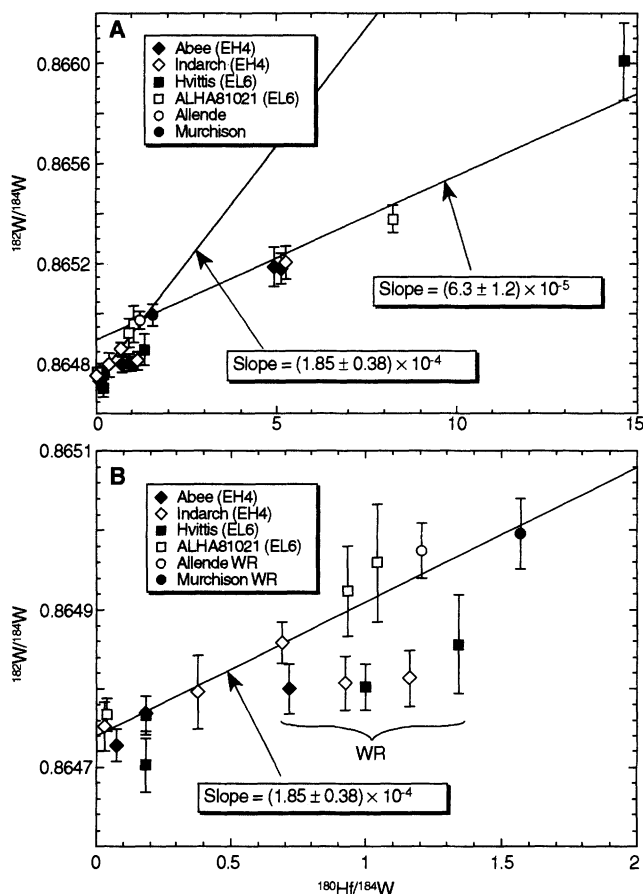 A
Abee (EH4)
Indarch (EH4)
Hvittis (EL6)
ALHA81021 (EL6)
Allende
Murchison
0.8660
0.8656
0.8652
0.8648
182W/184W
Slope = (6.3 ± 1.2) × 10-5
Slope = (1.85 ± 0.38) × 10-4
0 5 10 15
B
Abee (EH4)
Indarch (EH4)
Hvittis (EL6)
ALHA81021 (EL6)
Allende WR
Murchison WR
0.8651
0.8649
0.8647
182W/184W
WR
Slope = (1.85 ± 0.38) × 10-4
0 0.5 1 1.5 2
180Hf/184W